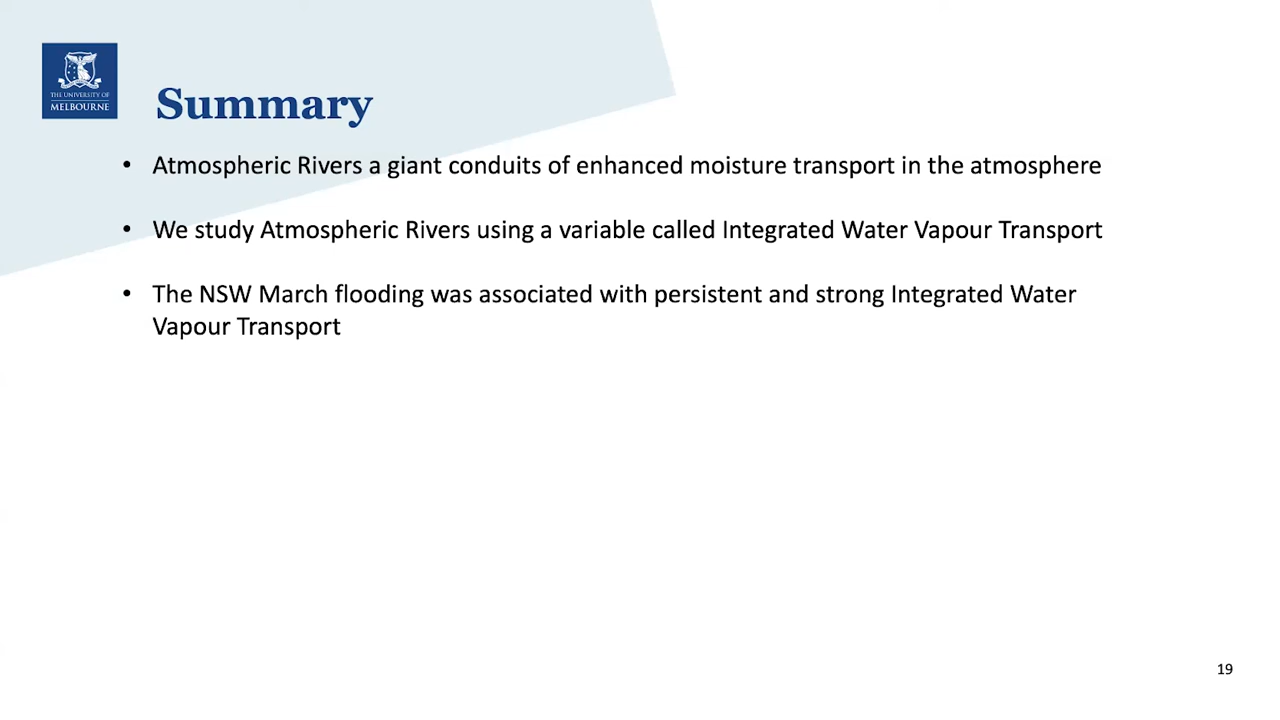 THE UNIVERSITY OF
MELBOURNE
Summary
• Atmospheric Rivers a giant conduits of enhanced moisture transport in the atmosphere
• We study Atmospheric Rivers using a variable called Integrated Water Vapour Transport
• The NSW March flooding was associated with persistent and strong Integrated Water
Vapour Transport
19